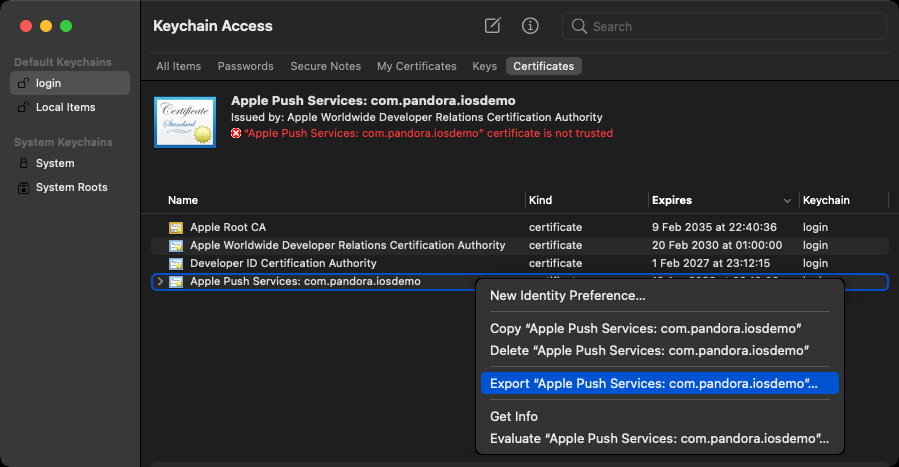 Keychain Access
Search
Default Keychains
login
Local Items
System Keychains
System
System Roots
All Items Passwords Secure Notes My Certificates Keys Certificates
Certificate
Standard
Apple Push Services: com.pandora.iosdemo
Issued by: Apple Worldwide Developer Relations Certification Authority
"Apple Push Services: com.pandora.iosdemo" certificate is not trusted
Name Kind Expires Keychain
Apple Root CA certificate 9 Feb 2035 at 22:40:36 login
Apple Worldwide Developer Relations Certification Authority certificate 20 Feb 2030 at 01:00:00 login
Developer ID Certification Authority certificate 1 Feb 2027 at 23:12:15 login
Apple Push Services: com.pandora.iosdemo login
New Identity Preference...
Copy “Apple Push Services: com.pandora.iosdemo”
Delete “Apple Push Services: com.pandora.iosdemo”
Export “Apple Push Services: com.pandora.iosdemo”...
Get Info
Evaluate “Apple Push Services: com.pandora.iosdemo”...